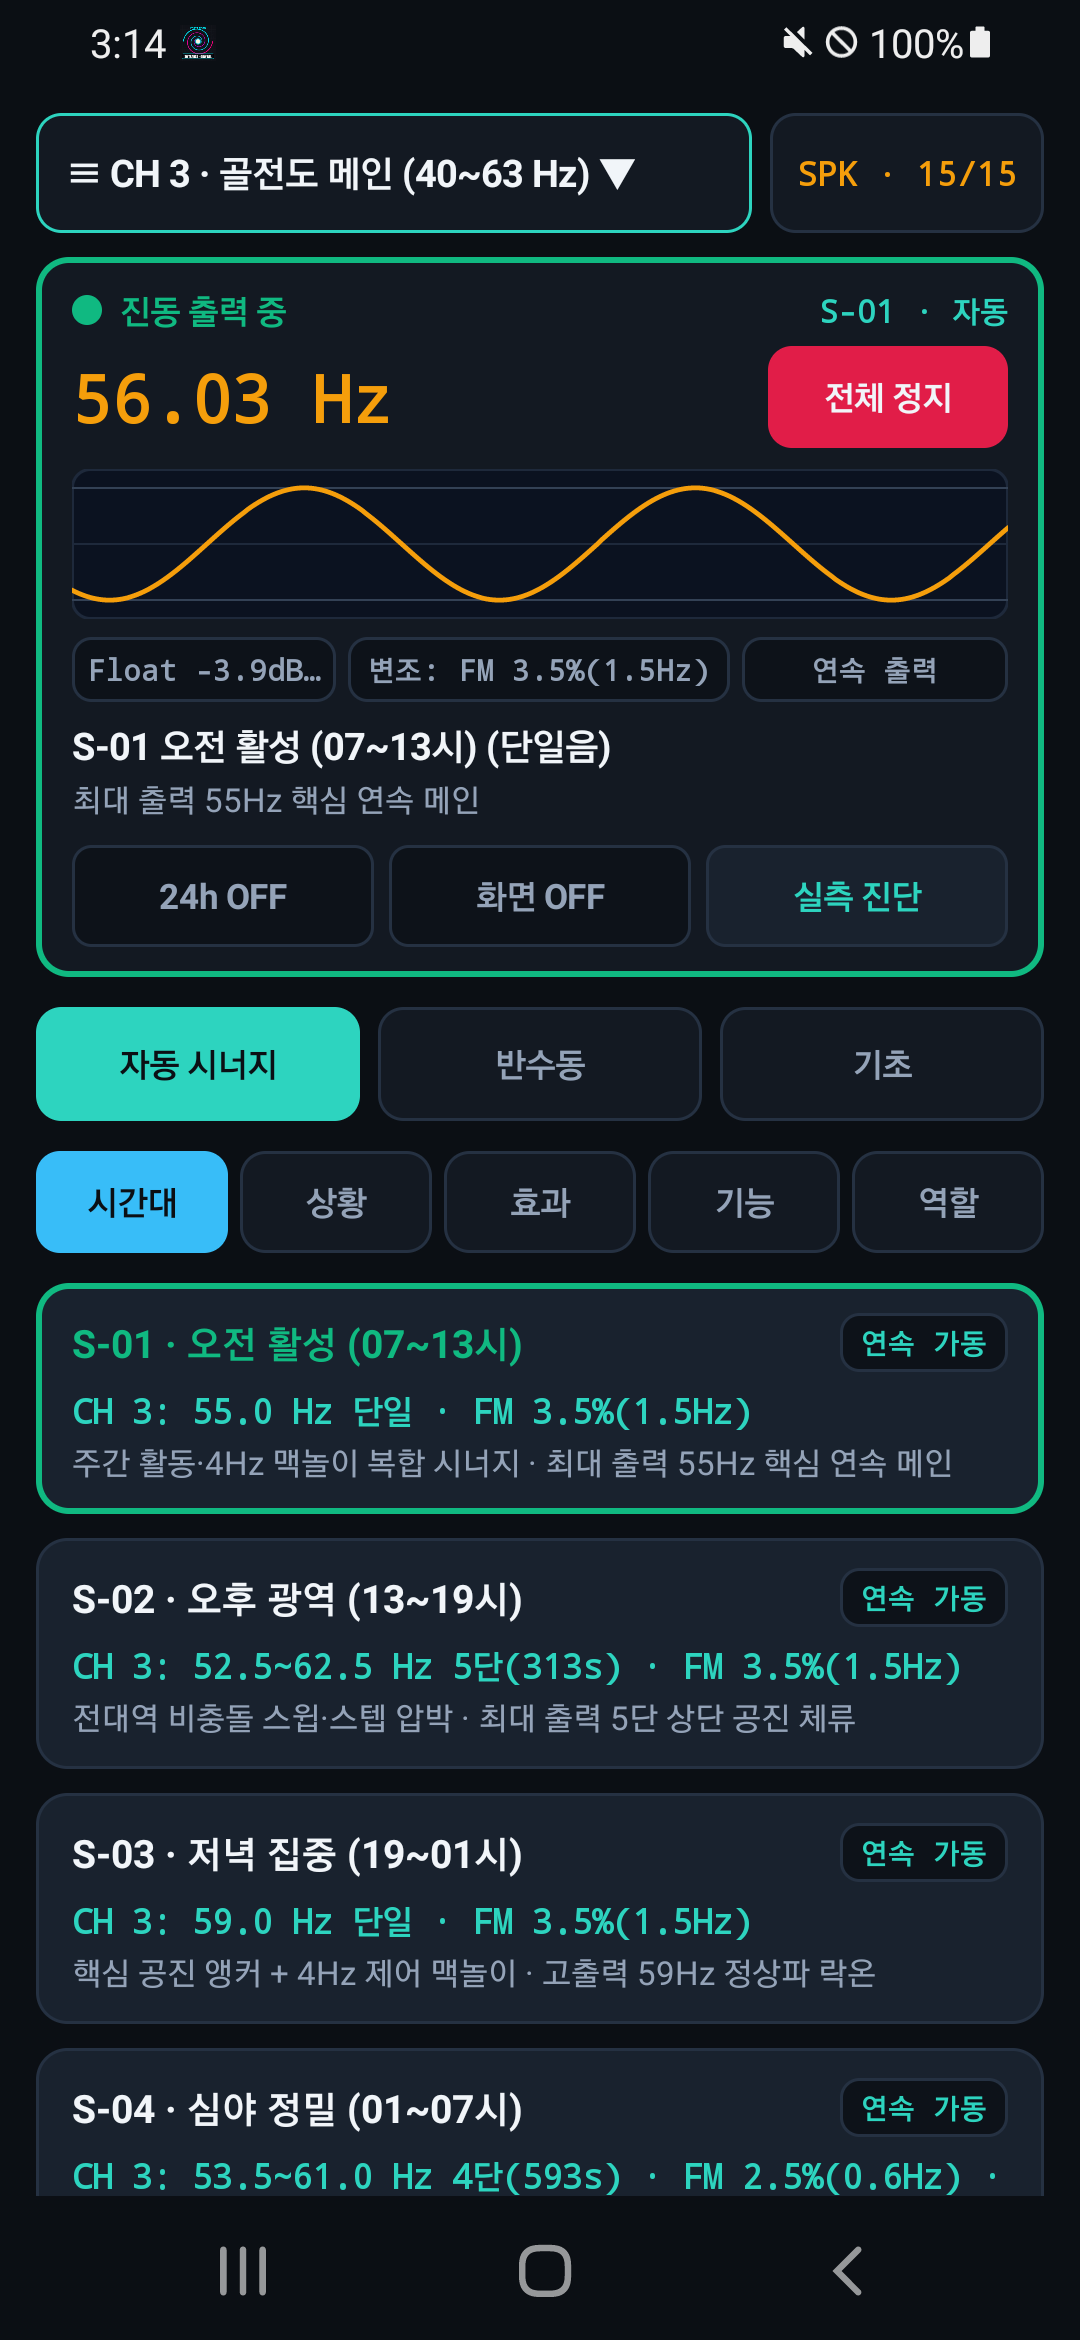 3:14 100%
≡ CH 3 · 골전도 메인 (40~63 Hz) ▼
SPK · 15/15
진동 출력 중
S-01 · 자동
56.03 Hz
전체 정지
Float -3.9dB…
변조: FM 3.5%(1.5Hz)
연속 출력
S-01 오전 활성 (07~13시) (단일음)
최대 출력 55Hz 핵심 연속 메인
24h OFF
화면 OFF
실측 진단
자동 시너지
반수동
기초
시간대
상황
효과
기능
역할
S-01 · 오전 활성 (07~13시)
연속 가동
CH 3: 55.0 Hz 단일 · FM 3.5%(1.5Hz)
주간 활동·4Hz 맥놀이 복합 시너지 · 최대 출력 55Hz 핵심 연속 메인
S-02 · 오후 광역 (13~19시)
연속 가동
CH 3: 52.5~62.5 Hz 5단(313s) · FM 3.5%(1.5Hz)
전대역 비충돌 스윕·스텝 압박 · 최대 출력 5단 상단 공진 체류
S-03 · 저녁 집중 (19~01시)
연속 가동
CH 3: 59.0 Hz 단일 · FM 3.5%(1.5Hz)
핵심 공진 앵커 + 4Hz 제어 맥놀이 · 고출력 59Hz 정상파 락온
S-04 · 심야 정밀 (01~07시)
연속 가동
CH 3: 53.5~61.0 Hz 4단(593s) · FM 2.5%(0.6Hz) ·